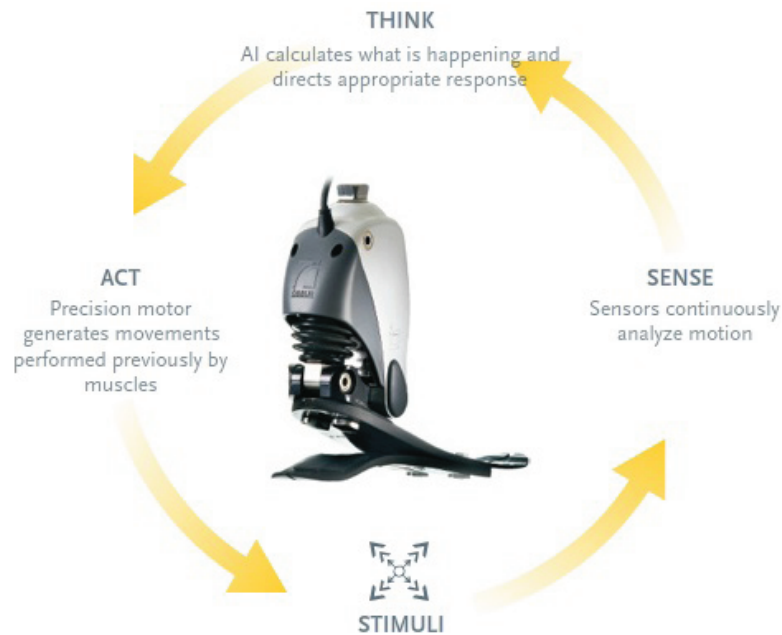 THINK
AI calculates what is happening and
directs appropriate response
ACT
Precision motor
generates movements
performed previously by
muscles
SENSE
Sensors continuously
analyze motion
STIMULI